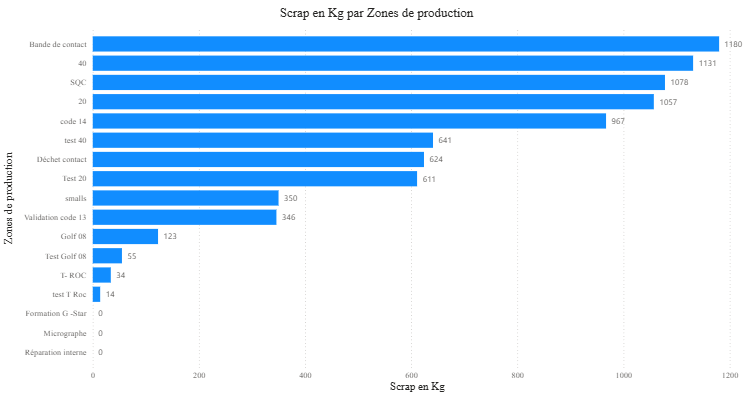 Scrap en Kg par Zones de production
Zones de production
Bande de contact 1180
40 1131
SQC 1078
20 1057
code 14 967
test 40 641
Déchet contact 624
Test 20 611
smalls 350
Validation code 13 346
Golf 08 123
Test Golf 08 55
T- ROC 34
test T Roc 14
Formation G -Star 0
Micrographe 0
Réparation interne 0
0 200 400 600 800 1000 1200
Scrap en Kg